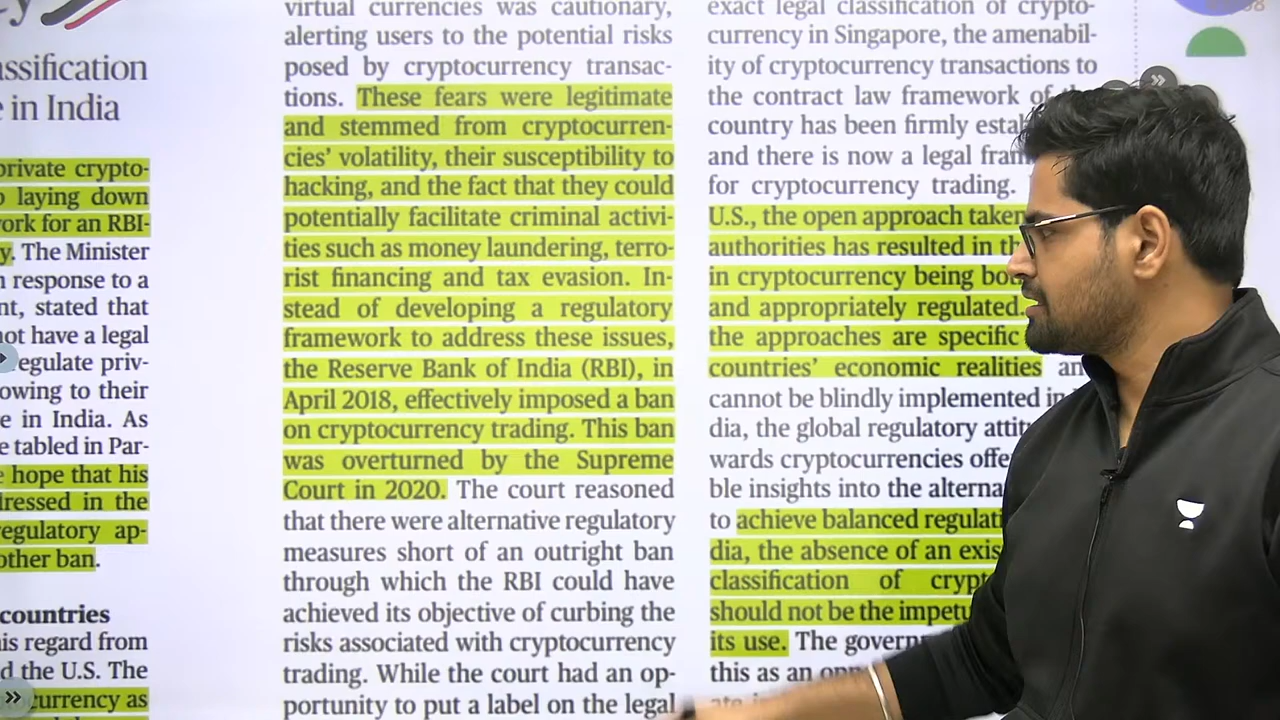 ssification
e in India
private crypto-
o laying down
ork for an RBI-
y. The Minister
n response to a
nt, stated that
not have a legal
egulate priv-
owing to their
e in India. As
e tabled in Par-
e hope that his
dressed in the
regulatory ap-
other ban.
countries
is regard from
d the U.S. The
currency as
virtual currencies was cautionary,
alerting users to the potential risks
posed by cryptocurrency transac-
tions. These fears were legitimate
and stemmed from cryptocurren-
cies' volatility, their susceptibility to
hacking, and the fact that they could
potentially facilitate criminal activi-
ties such as money laundering, terro-
rist financing and tax evasion. In-
stead of developing a regulatory
framework to address these issues,
the Reserve Bank of India (RBI), in
April 2018, effectively imposed a ban
on cryptocurrency trading. This ban
was overturned by the Supreme
Court in 2020. The court reasoned
that there were alternative regulatory
measures short of an outright ban
through which the RBI could have
achieved its objective of curbing the
risks associated with cryptocurrency
trading. While the court had an op-
portunity to put a label on the legal
exact legal classification of crypto-
currency in Singapore, the amenabil-
ity of cryptocurrency transactions to
the contract law framework of
country has been firmly estab
and there is now a legal fram
for cryptocurrency trading.
U.S., the open approach taken
authorities has resulted in th
in cryptocurrency being bo
and appropriately regulated.
the approaches are specific
countries' economic realities an
cannot be blindly implemented in
dia, the global regulatory attit
wards cryptocurrencies offe
ble insights into the alterna
to achieve balanced regulati
dia, the absence of an exis
classification of crypt
should not be the impetu
its use. The govern
this as an opp